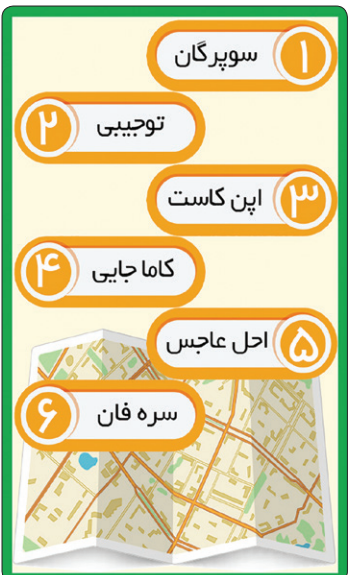 ۱ سوپرگان
۲ توجیبی
۳ اپن کاست
۴ کاما جایی
۵ احل عاجس
۶ سره فان